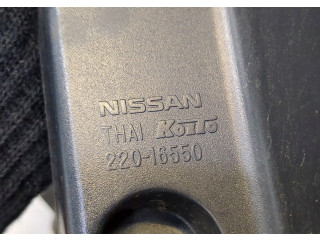 NISSAN
THAI KOITO
220-16550